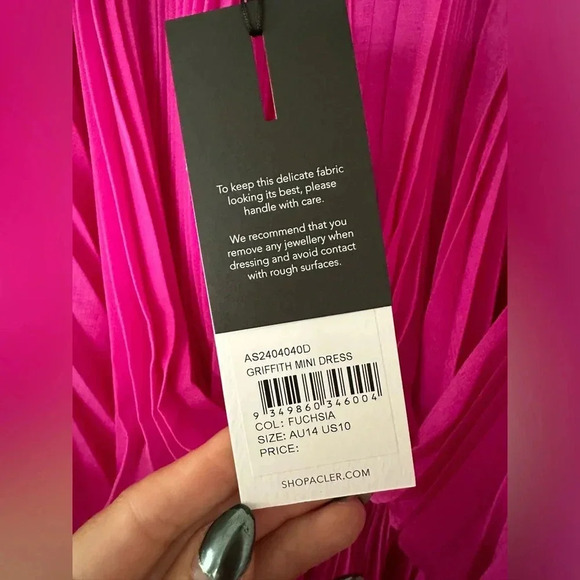 To keep this delicate fabric
looking its best, please
handle with care.
We recommend that you
remove any jewellery when
dressing and avoid contact
with rough surfaces.
AS2404040D
GRIFFITH MINI DRESS
9 349860 346004
COL: FUCHSIA
SIZE: AU14 US10
PRICE:
SHOPACLER.COM